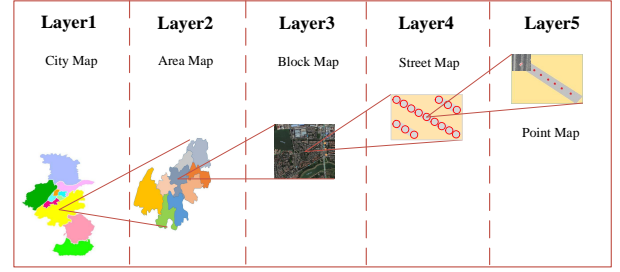 Layer1
Layer2
Layer3
Layer4
Layer5
City Map
Area Map
Block Map
Street Map
Point Map